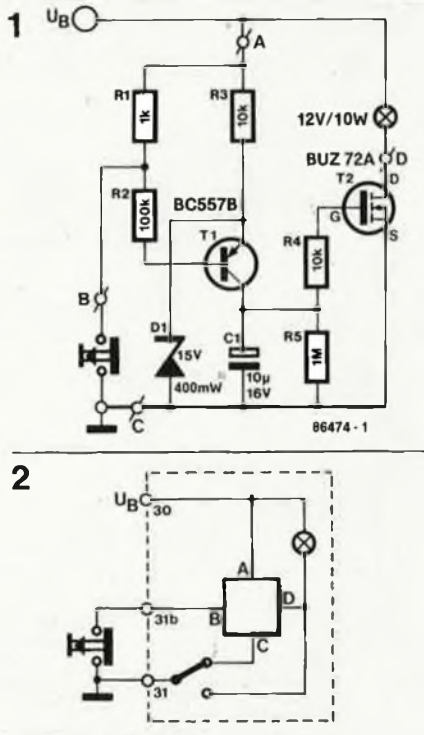 1
UB
A
R1
1k
R3
10k
12V/10W
BUZ 72A
D
R2
100k
BC557B
T1
T2
D
G
S
R4
10k
B
D1
15V
400mW
C1
10µ
16V
R5
1M
C
86474 - 1
2
UB
30
A
B
D
C
31b
31